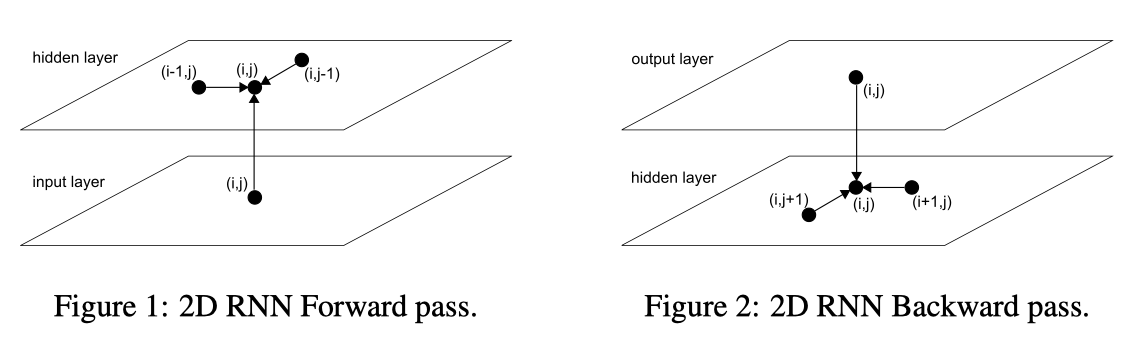 hidden layer
(i-1,j)
(i,j)
(i,j-1)
input layer
(i,j)
Figure 1: 2D RNN Forward pass.
output layer
(i,j)
hidden layer
(i,j+1)
(i,j)
(i+1,j)
Figure 2: 2D RNN Backward pass.